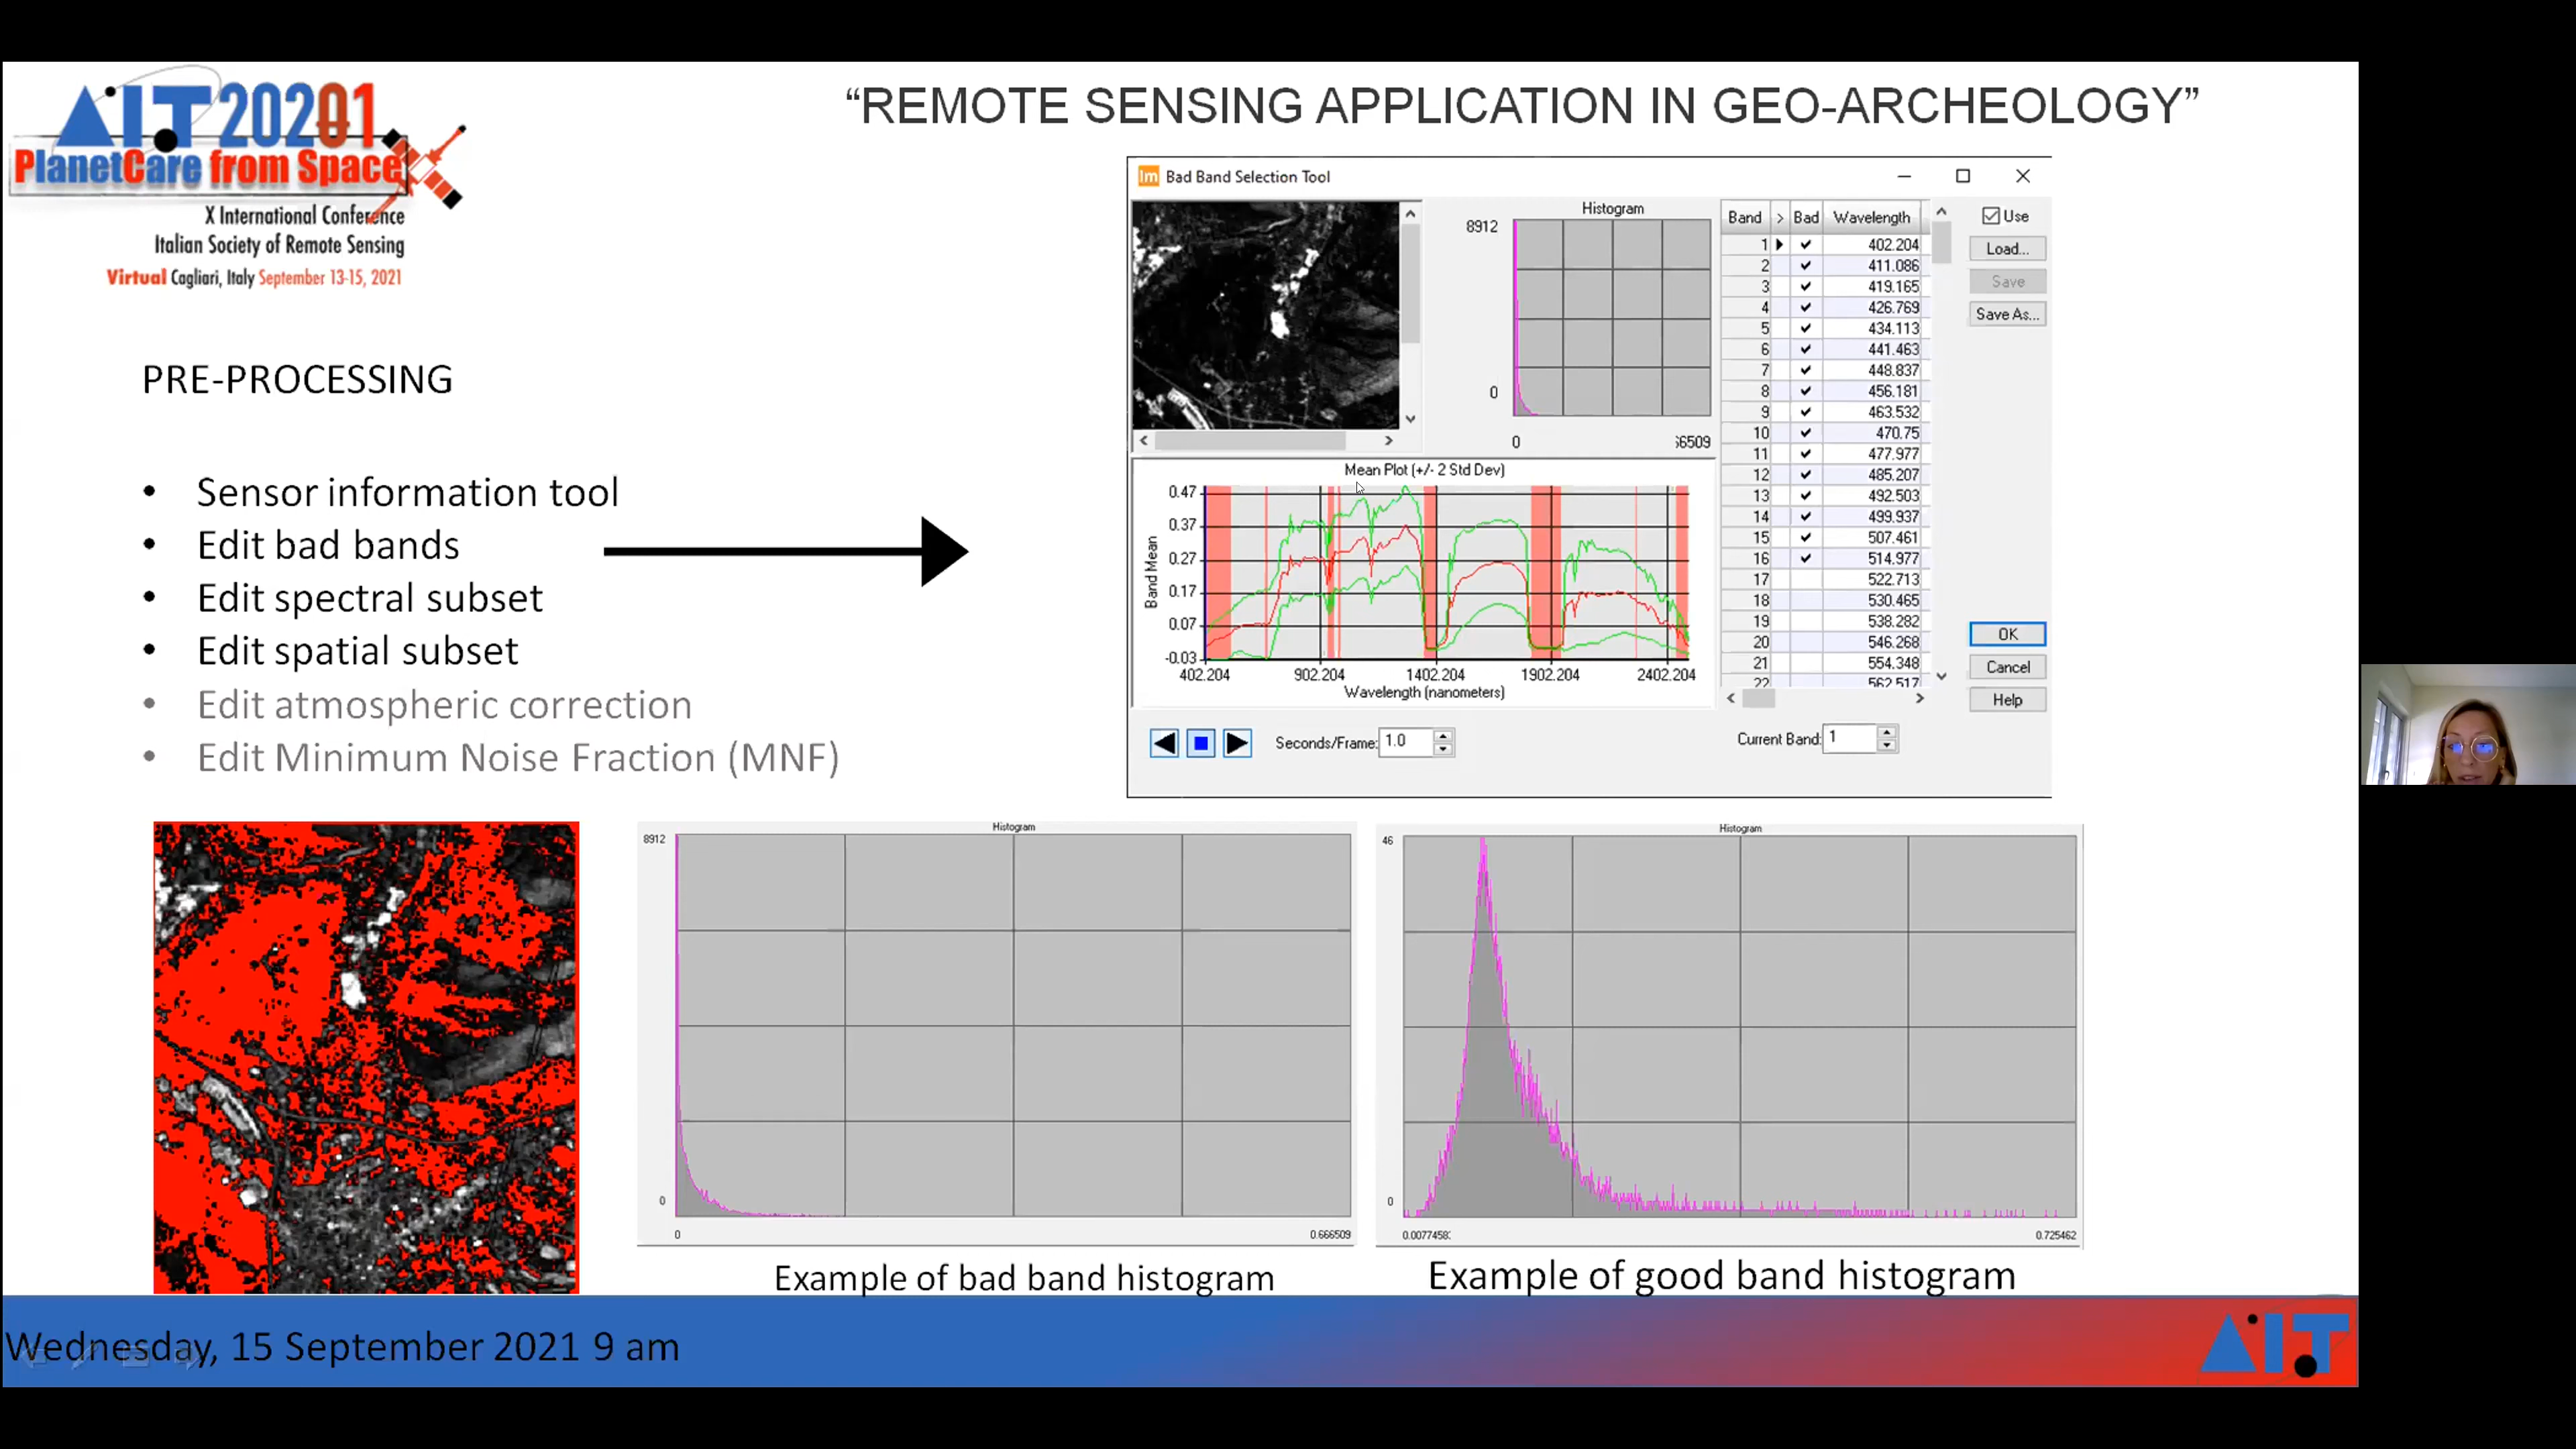 AIT20201
PlanetCare from Space
X International Conference
Italian Society of Remote Sensing
Virtual Cagliari, Italy September 13-15, 2021
“REMOTE SENSING APPLICATION IN GEO-ARCHEOLOGY”
PRE-PROCESSING
• Sensor information tool
• Edit bad bands
• Edit spectral subset
• Edit spatial subset
• Edit atmospheric correction
• Edit Minimum Noise Fraction (MNF)
Im Bad Band Selection Tool
Histogram
8912
0
0 56509
Mean Plot (+/- 2 Std Dev)
Band Mean
0.47
0.37
0.27
0.17
0.07
-0.03
402.204 902.204 1402.204 1902.204 2402.204
Wavelength (nanometers)
Seconds/Frame: 1.0
Band > Bad Wavelength
1 402.204
2 411.086
3 419.165
4 426.769
5 434.113
6 441.463
7 448.837
8 456.181
9 463.532
10 470.75
11 477.977
12 485.207
13 492.503
14 499.937
15 507.461
16 514.977
17 522.713
18 530.465
19 538.282
20 546.268
21 554.348
22 562.517
Current Band: 1
Use
Load...
Save
Save As...
OK
Cancel
Help
Histogram
8912
0
0 0.666509
Example of bad band histogram
Histogram
46
0
0.0077458: 0.725462
Example of good band histogram
Wednesday, 15 September 2021 9 am
AIT